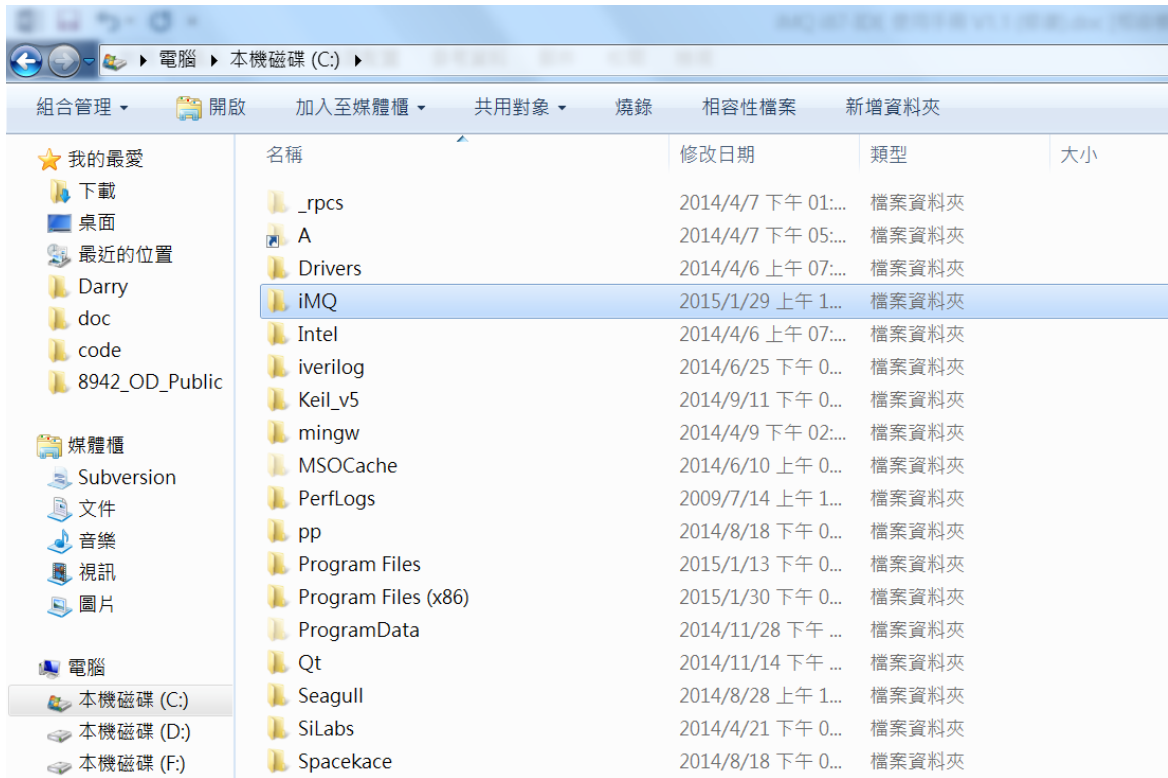 電腦 本機磁碟 (C:)
組合管理 開啟 加入至媒體櫃 共用對象 燒錄 相容性檔案 新增資料夾
我的最愛
下載
桌面
最近的位置
Darry
doc
code
8942_OD_Public
媒體櫃
Subversion
文件
音樂
視訊
圖片
電腦
本機磁碟 (C:)
本機磁碟 (D:)
本機磁碟 (F:)
名稱 修改日期 類型 大小
_rpcs 2014/4/7 下午 01:... 檔案資料夾
A 2014/4/7 下午 05:... 檔案資料夾
Drivers 2014/4/6 上午 07:... 檔案資料夾
iMQ 2015/1/29 上午 1... 檔案資料夾
Intel 2014/4/6 上午 07:... 檔案資料夾
iverilog 2014/6/25 下午 0... 檔案資料夾
Keil_v5 2014/9/11 下午 0... 檔案資料夾
mingw 2014/4/9 下午 02:... 檔案資料夾
MSOCache 2014/6/10 上午 0... 檔案資料夾
PerfLogs 2009/7/14 上午 1... 檔案資料夾
pp 2014/8/18 下午 0... 檔案資料夾
Program Files 2015/1/13 下午 0... 檔案資料夾
Program Files (x86) 2015/1/30 下午 0... 檔案資料夾
ProgramData 2014/11/28 下午 ... 檔案資料夾
Qt 2014/11/14 下午 ... 檔案資料夾
Seagull 2014/8/28 上午 1... 檔案資料夾
SiLabs 2014/4/21 下午 0... 檔案資料夾
Spacekace 2014/8/18 下午 0... 檔案資料夾